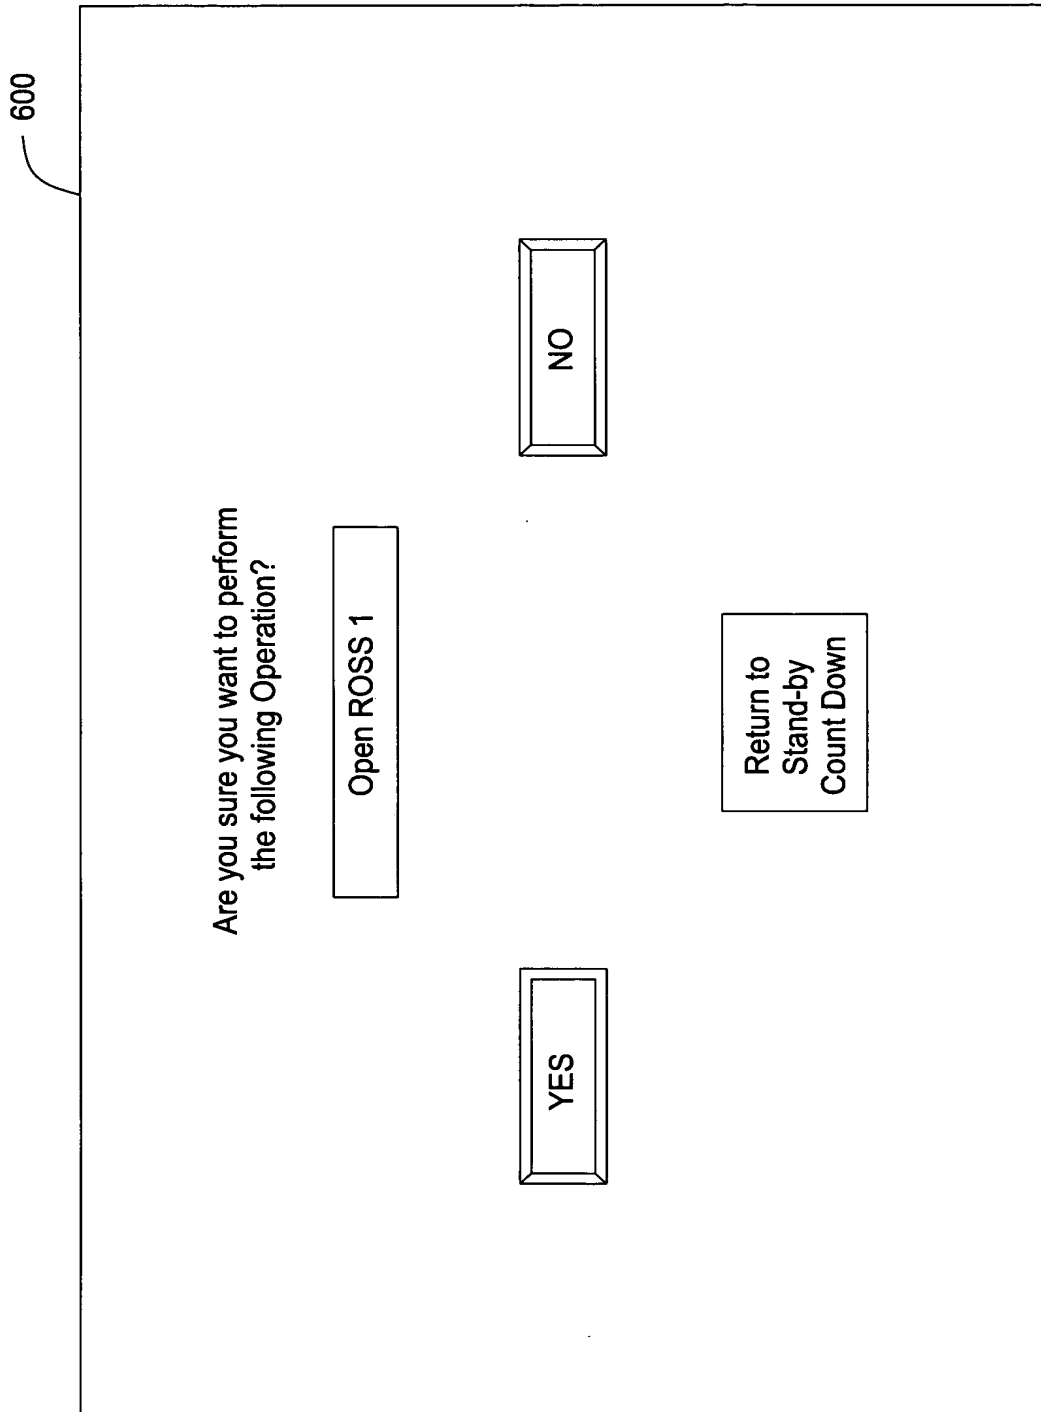 600
Are you sure you want to perform
the following Operation?
Open ROSS 1
YES
NO
Return to
Stand-by
Count Down